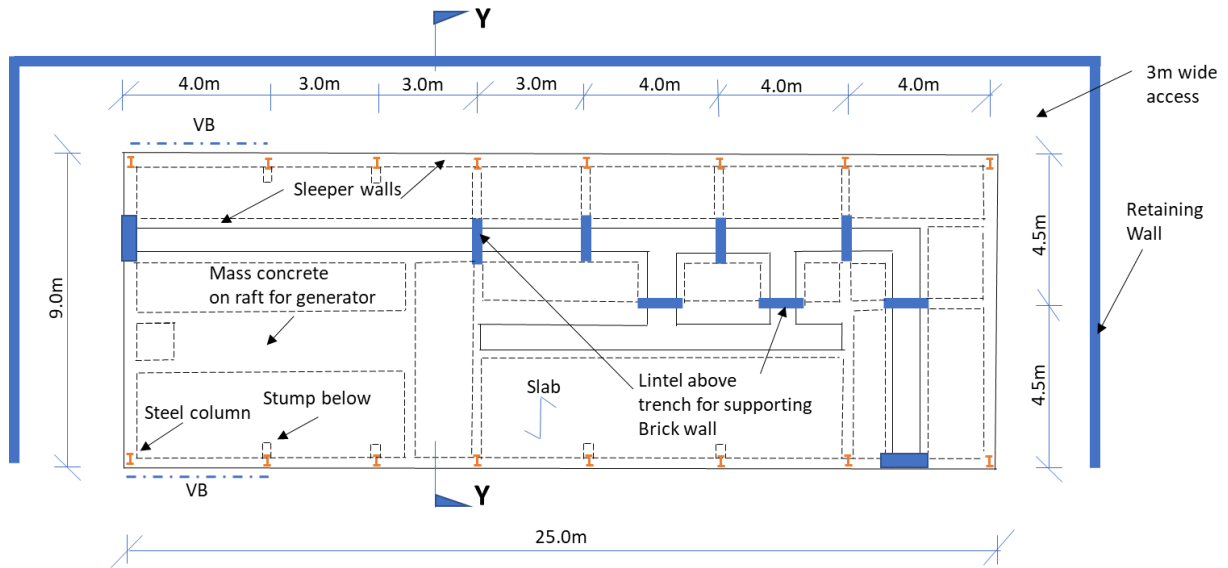 Y
4.0m
3.0m
3.0m
3.0m
4.0m
4.0m
4.0m
3m wide
access
VB
Sleeper walls
9.0m
4.5m
4.5m
Retaining
Wall
Mass concrete
on raft for generator
Slab
Lintel above
trench for supporting
Brick wall
Steel column
Stump below
VB
Y
25.0m